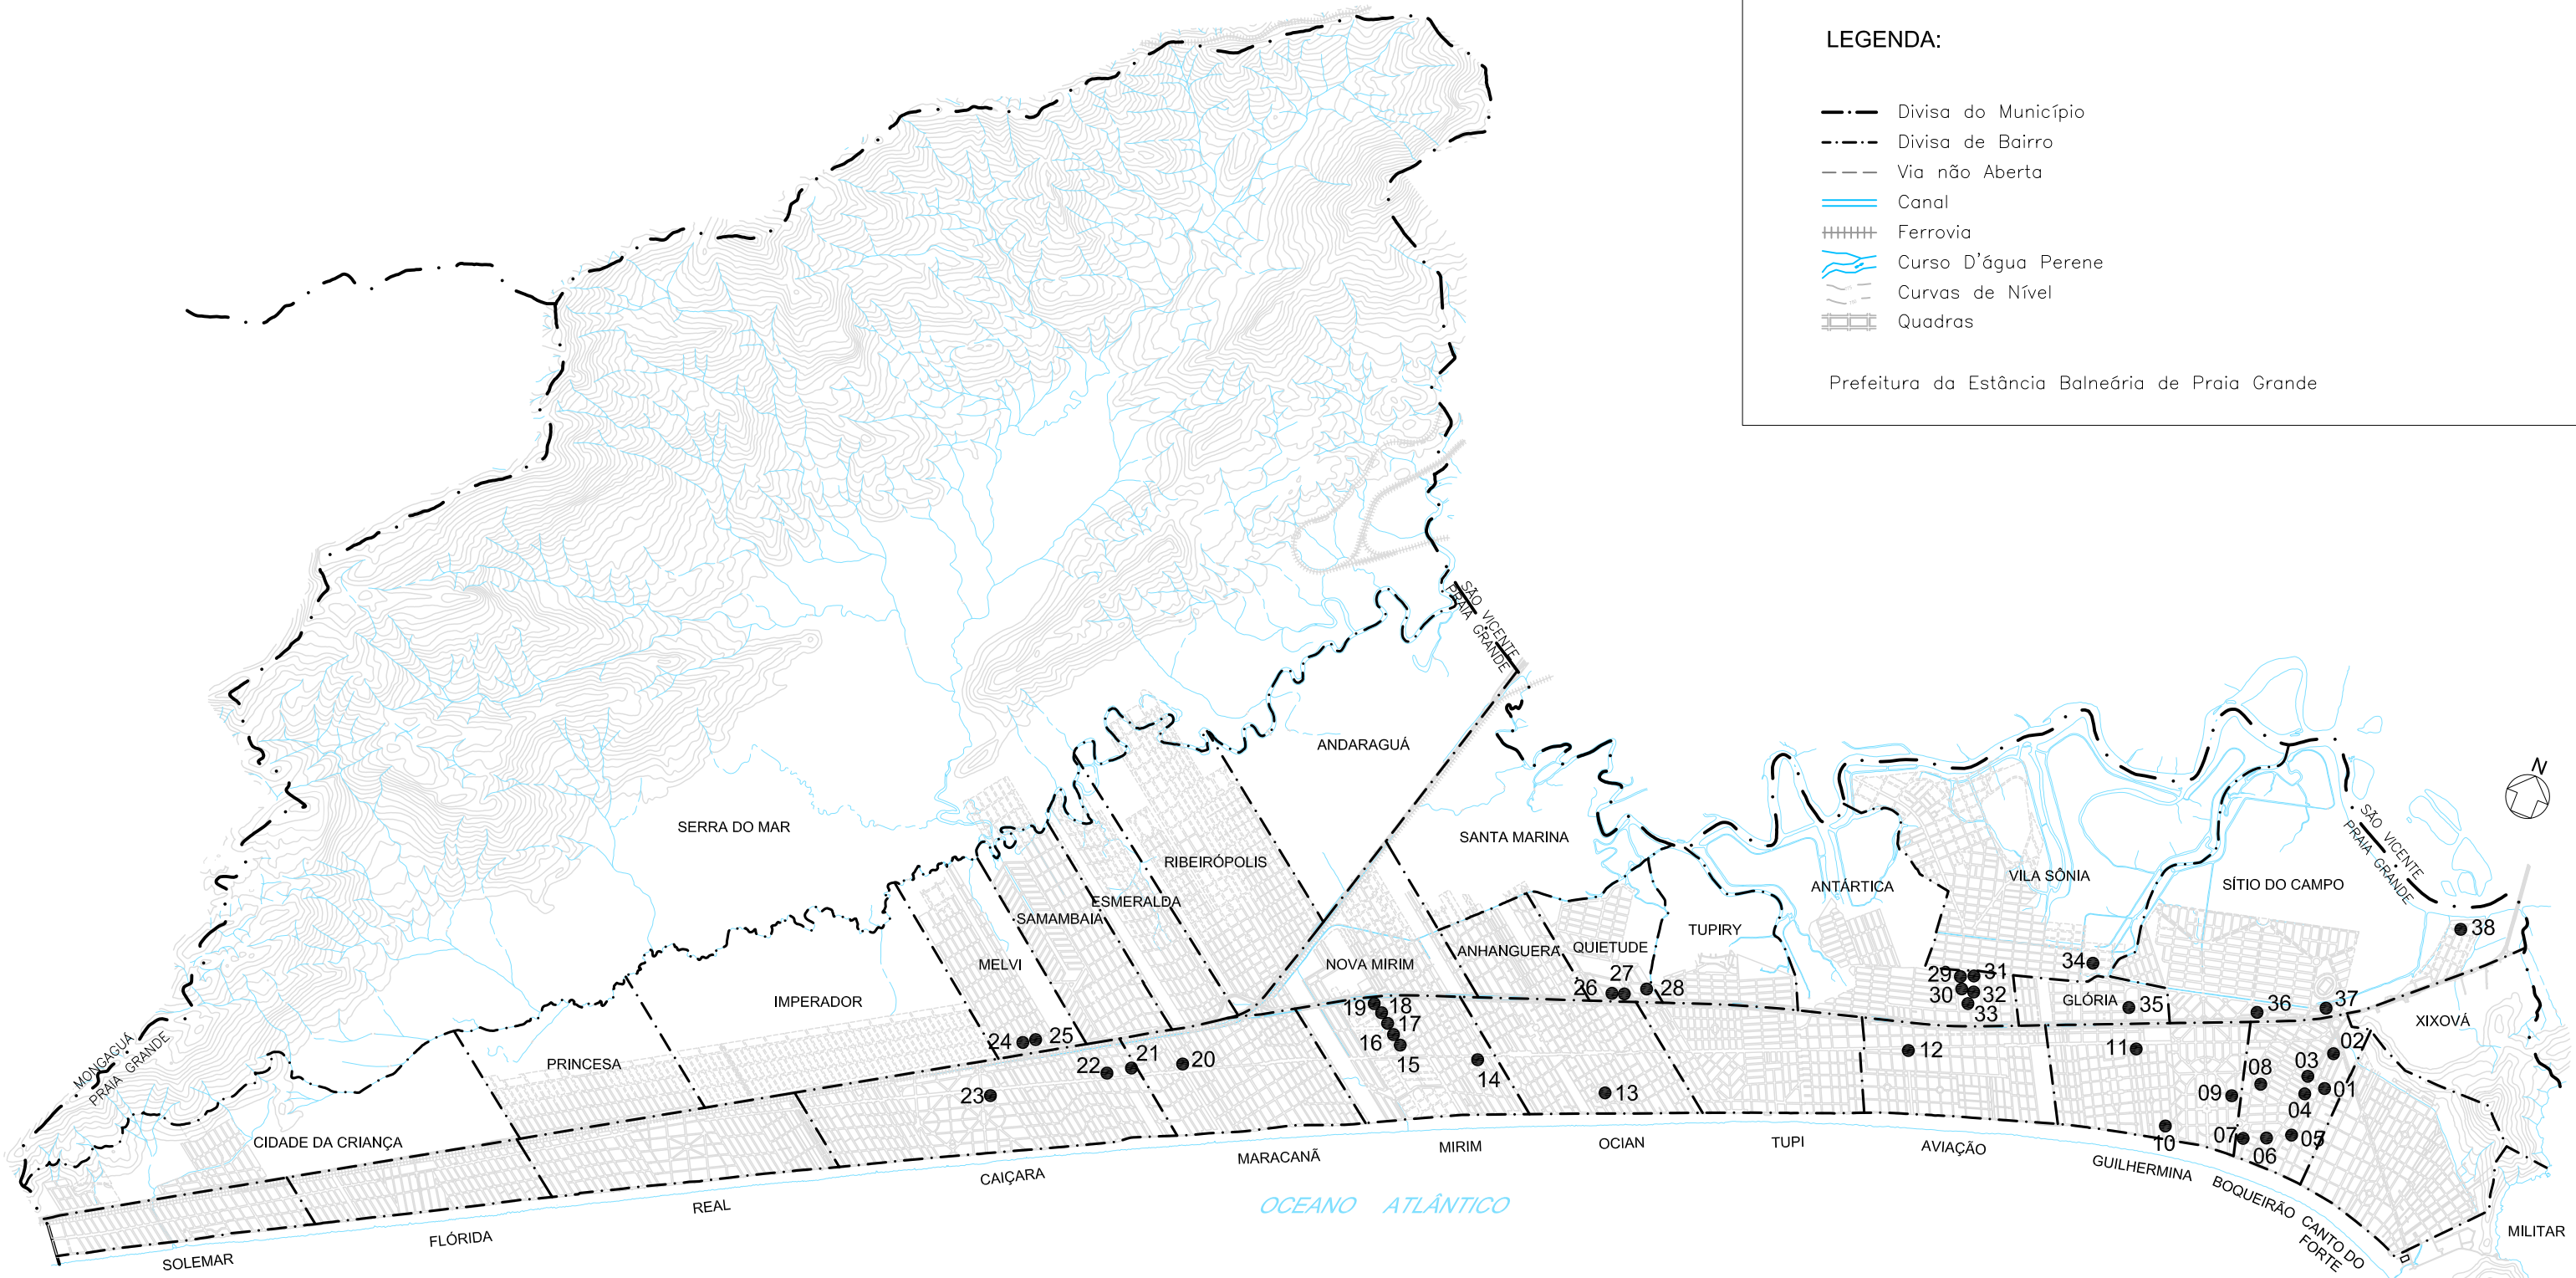 LEGENDA:
Divisa do Município
Divisa de Bairro
Via não Aberta
Canal
Ferrovia
Curso D'água Perene
Curvas de Nível
Quadras
Prefeitura da Estância Balneária de Praia Grande
SÃO VICENTE
PRAIA GRANDE
ANDARAGUÁ
N
SERRA DO MAR
SANTA MARINA
RIBEIRÓPOLIS
ESMERALDA
SAMAMBAIA
MELVI
IMPERADOR
PRINCESA
CIDADE DA CRIANÇA
MONGAGUÁ
PRAIA GRANDE
NOVA MIRIM
ANHANGUERA
QUIETUDE
TUPIRY
ANTÁRTICA
VILA SÔNIA
SÍTIO DO CAMPO
SÃO VICENTE
PRAIA GRANDE
GLÓRIA
XIXOVÁ
38
34
31
29
30
32
33
35
36
37
26
27
28
19
18
17
16
15
14
13
12
11
24
25
22
21
20
23
02
03
08
01
09
04
07
06
05
10
SOLEMAR
FLÓRIDA
REAL
CAIÇARA
MARACANÃ
MIRIM
OCIAN
TUPI
AVIAÇÃO
GUILHERMINA
BOQUEIRÃO
CANTO DO
FORTE
MILITAR
OCEANO ATLÂNTICO